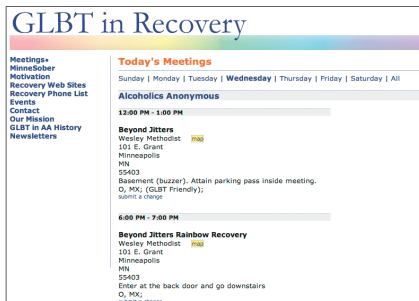 GLBT in Recovery
Meetings•
MinneSober
Motivation
Recovery Web Sites
Recovery Phone List
Events
Contact
Our Mission
GLBT in AA History
Newsletters
Today's Meetings
Sunday | Monday | Tuesday | Wednesday | Thursday | Friday | Saturday | All
Alcoholics Anonymous
12:00 PM - 1:00 PM
Beyond Jitters
Wesley Methodist map
101 E. Grant
Minneapolis
MN
55403
Basement (buzzer). Attain parking pass inside meeting.
O, MX; (GLBT Friendly);
submit a change
6:00 PM - 7:00 PM
Beyond Jitters Rainbow Recovery
Wesley Methodist map
101 E. Grant
Minneapolis
MN
55403
Enter at the back door and go downstairs
O, MX;
submit a change